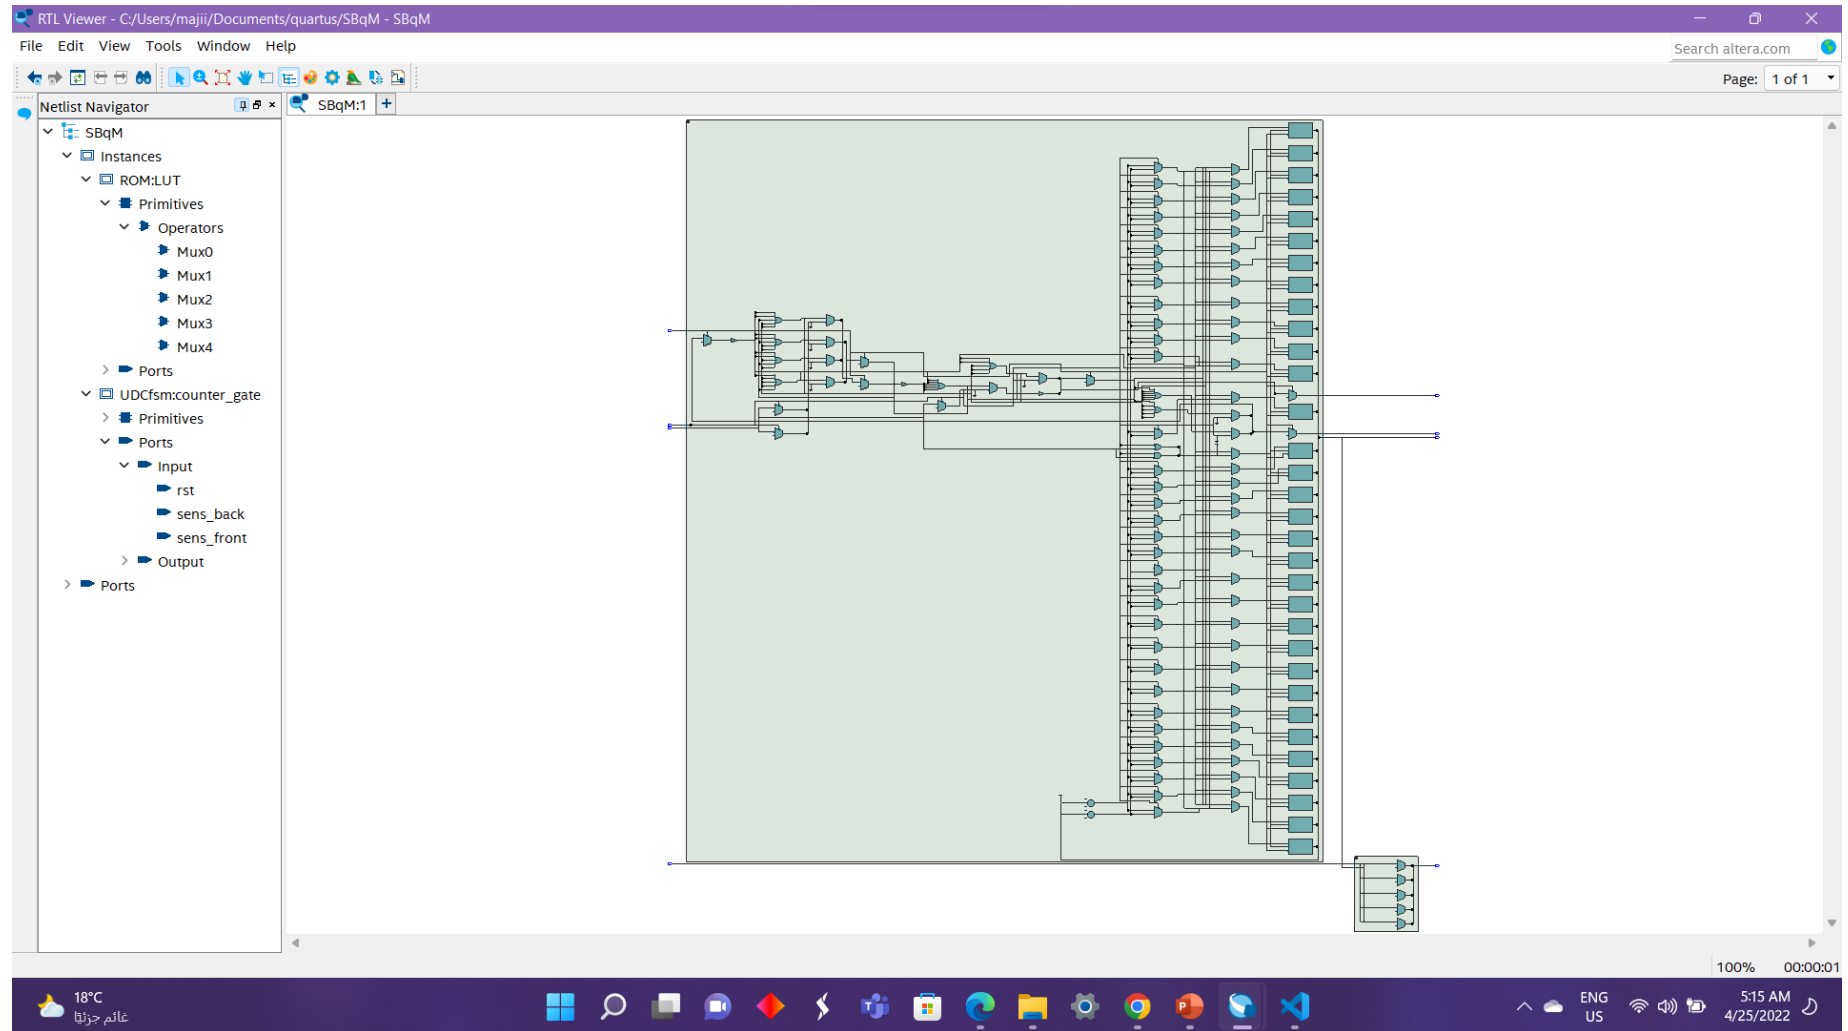 RTL Viewer - C:/Users/majii/Documents/quartus/SBqM - SBqM
File Edit View Tools Window Help
Search altera.com
Page: 1 of 1
Netlist Navigator
SBqM:1
SBqM
Instances
ROM:LUT
Primitives
Operators
Mux0
Mux1
Mux2
Mux3
Mux4
Ports
UDCfsm:counter_gate
Primitives
Ports
Input
rst
sens_back
sens_front
Output
Ports
100% 00:00:01
18°C
غائم جزئيًا
ENG
US
5:15 AM
4/25/2022